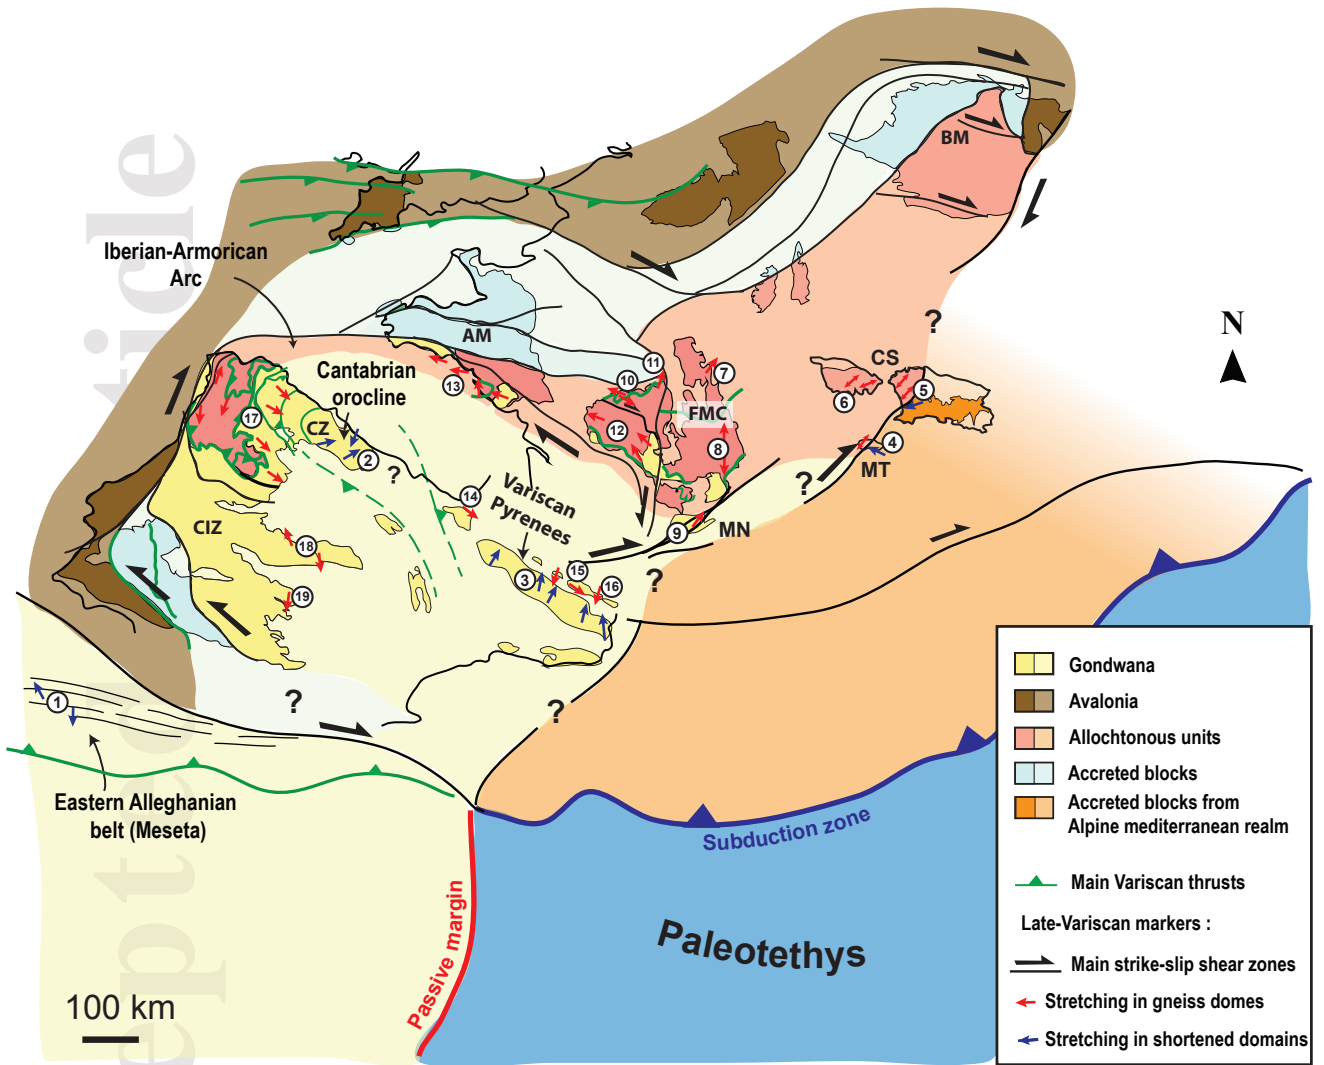 BM
Iberian-Armorican
Arc
AM
Cantabrian
orocline
N
?
CS
11
10
7
13
5
6
FMC
17
CZ
12
4
2
8
?
MT
?
14
Variscan
Pyrenees
CIZ
9
MN
18
3
15
16
?
19
1
?
?
Eastern Alleghanian
belt (Meseta)
Subduction zone
Passive margin
Paleotethys
100 km
Gondwana
Avalonia
Allochtonous units
Accreted blocks
Accreted blocks from
Alpine mediterranean realm
Main Variscan thrusts
Late-Variscan markers :
Main strike-slip shear zones
Stretching in gneiss domes
Stretching in shortened domains
epted
ticle